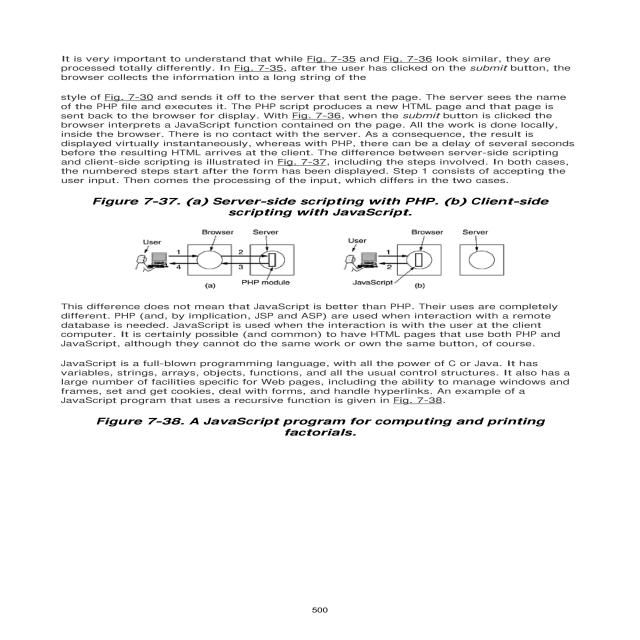 It is very important to understand that while Fig. 7-35 and Fig. 7-36 look similar, they are
processed totally differently. In Fig. 7-35, after the user has clicked on the submit button, the
browser collects the information into a long string of the
style of Fig. 7-30 and sends it off to the server that sent the page. The server sees the name
of the PHP file and executes it. The PHP script produces a new HTML page and that page is
sent back to the browser for display. With Fig. 7-36, when the submit button is clicked the
browser interprets a JavaScript function contained on the page. All the work is done locally,
inside the browser. There is no contact with the server. As a consequence, the result is
displayed virtually instantaneously, whereas with PHP, there can be a delay of several seconds
before the resulting HTML arrives at the client. The difference between server-side scripting
and client-side scripting is illustrated in Fig. 7-37, including the steps involved. In both cases,
the numbered steps start after the form has been displayed. Step 1 consists of accepting the
user input. Then comes the processing of the input, which differs in the two cases.
Figure 7-37. (a) Server-side scripting with PHP. (b) Client-side
scripting with JavaScript.
User Browser Server
1 2
4 3
PHP module
(a)
User Browser Server
1
2
JavaScript
(b)
This difference does not mean that JavaScript is better than PHP. Their uses are completely
different. PHP (and, by implication, JSP and ASP) are used when interaction with a remote
database is needed. JavaScript is used when the interaction is with the user at the client
computer. It is certainly possible (and common) to have HTML pages that use both PHP and
JavaScript, although they cannot do the same work or own the same button, of course.
JavaScript is a full-blown programming language, with all the power of C or Java. It has
variables, strings, arrays, objects, functions, and all the usual control structures. It also has a
large number of facilities specific for Web pages, including the ability to manage windows and
frames, set and get cookies, deal with forms, and handle hyperlinks. An example of a
JavaScript program that uses a recursive function is given in Fig. 7-38.
Figure 7-38. A JavaScript program for computing and printing
factorials.
500